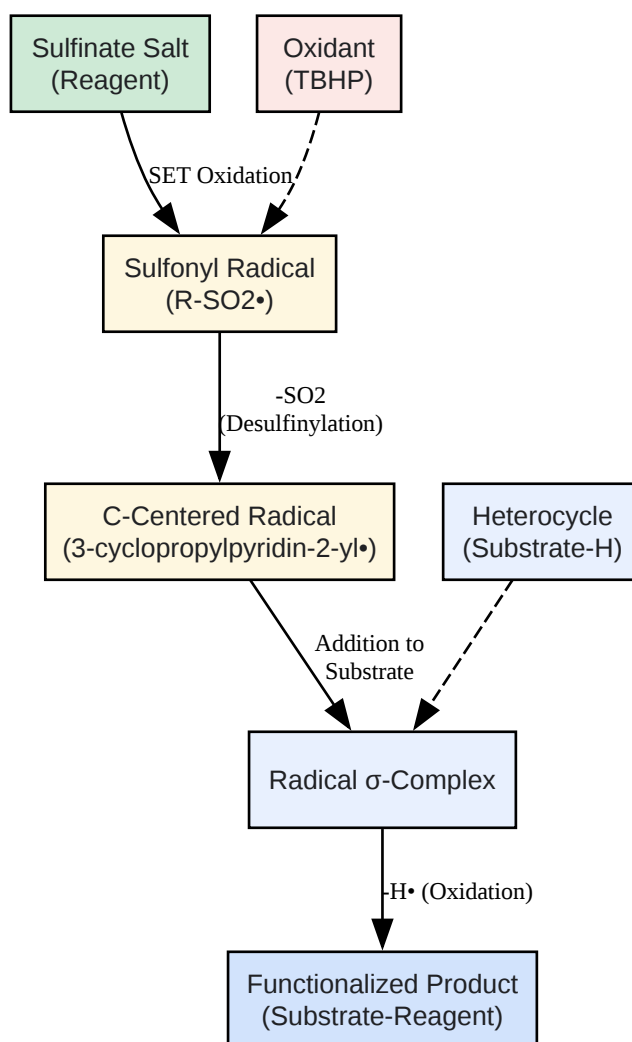 Sulfinate Salt
(Reagent)
Oxidant
(TBHP)
SET Oxidation
Sulfonyl Radical
(R-SO2•)
-SO2
(Desulfinylation)
C-Centered Radical
(3-cyclopropylpyridin-2-yl•)
Heterocycle
(Substrate-H)
Addition to
Substrate
Radical σ-Complex
-H• (Oxidation)
Functionalized Product
(Substrate-Reagent)